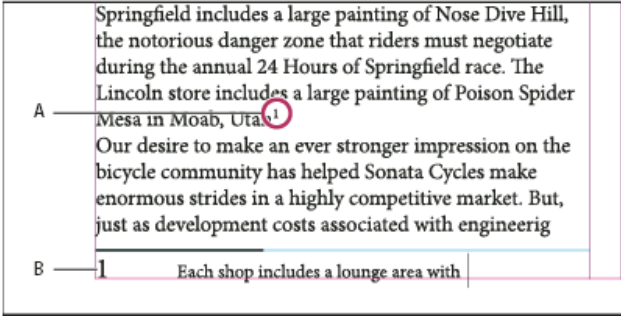 Springfield includes a large painting of Nose Dive Hill,
the notorious danger zone that riders must negotiate
during the annual 24 Hours of Springfield race. The
Lincoln store includes a large painting of Poison Spider
A
Mesa in Moab, Utah.¹
Our desire to make an ever stronger impression on the
bicycle community has helped Sonata Cycles make
enormous strides in a highly competitive market. But,
just as development costs associated with engineerig
B
1 Each shop includes a lounge area with